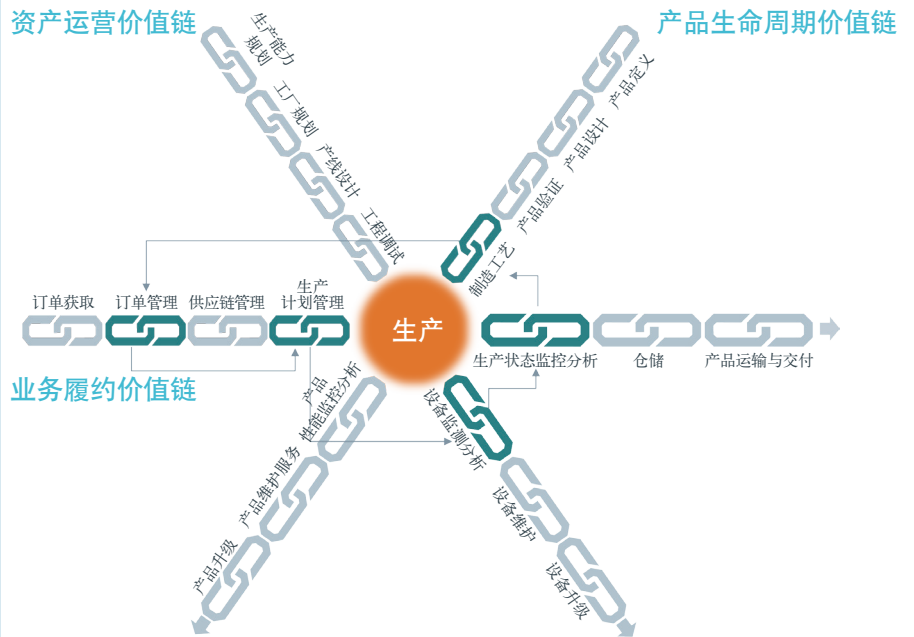 资产运营价值链
产品生命周期价值链
生产能力
规划
工厂规划
产线设计
工程调试
产品定义
产品设计
产品验证
制造工艺
订单获取
订单管理
供应链管理
生产
计划管理
生产
生产状态监控分析
仓储
产品运输与交付
业务履约价值链
产品
性能监控分析
产品维护服务
产品升级
设备监测分析
设备维护
设备升级